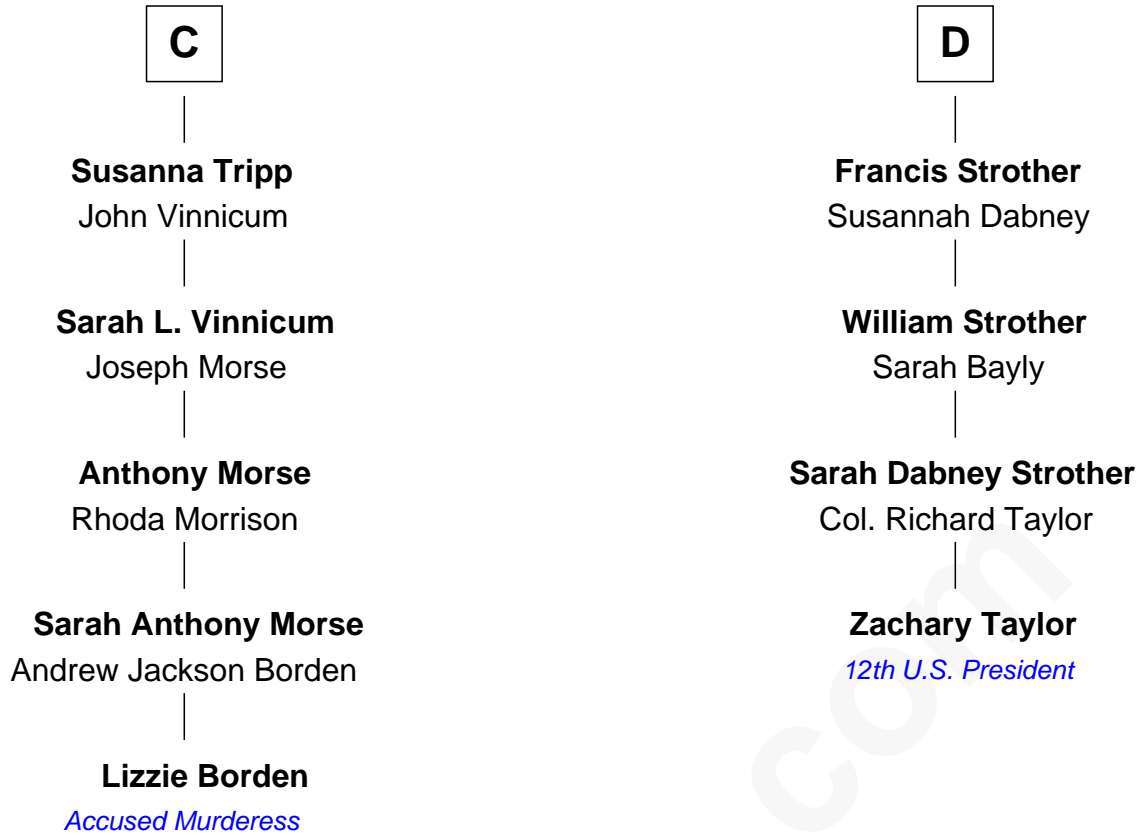 C
Susanna Tripp
John Vinnicum
Sarah L. Vinnicum
Joseph Morse
Anthony Morse
Rhoda Morrison
Sarah Anthony Morse
Andrew Jackson Borden
Lizzie Borden
Accused Murderess
D
Francis Strother
Susannah Dabney
William Strother
Sarah Bayly
Sarah Dabney Strother
Col. Richard Taylor
Zachary Taylor
12th U.S. President
com